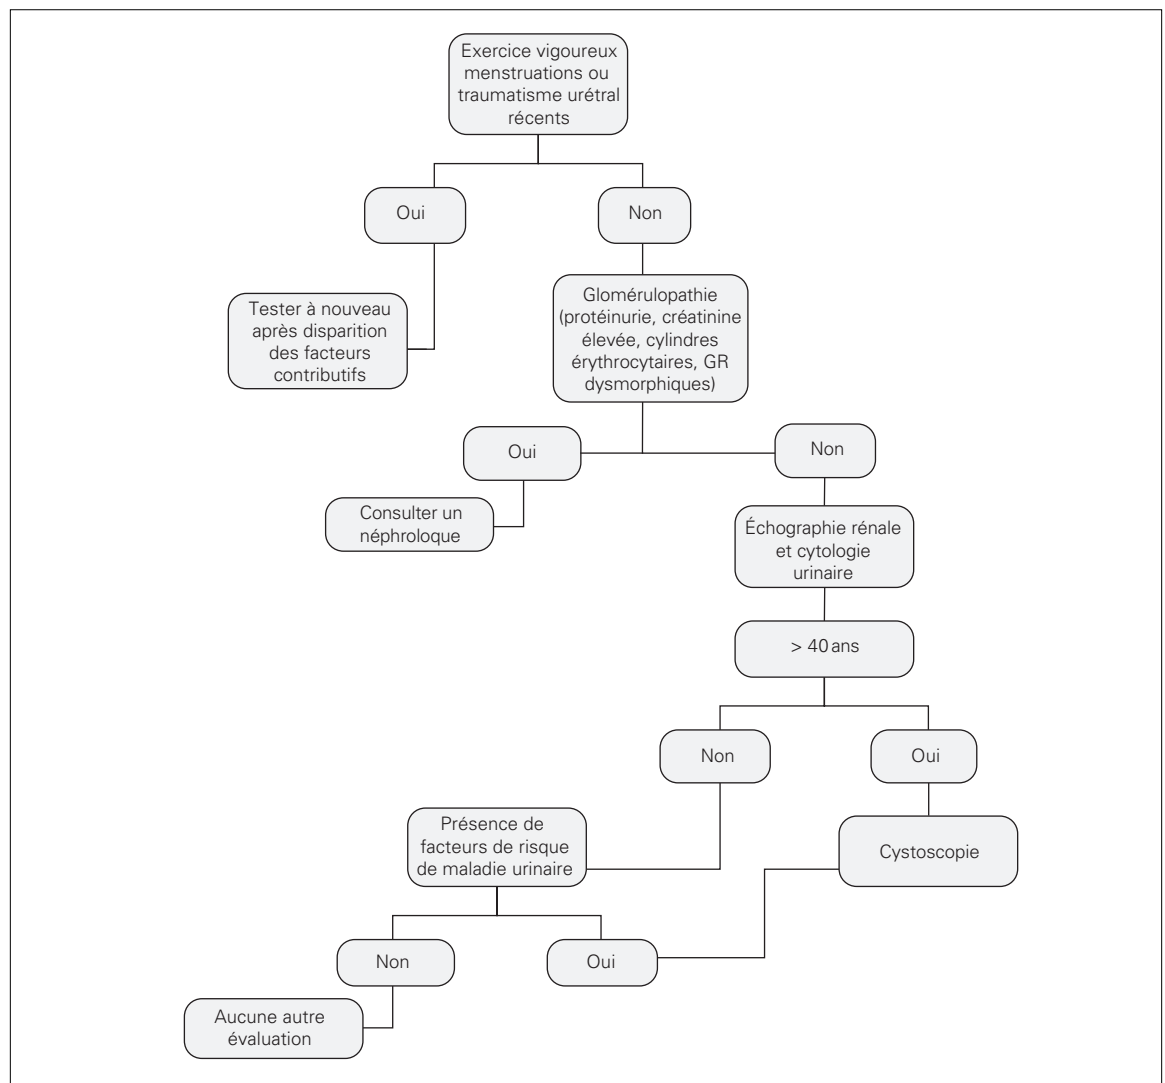 Exercice vigoureux
menstruations ou
traumatisme urétral
récents
Oui
Non
Tester à nouveau
après disparition
des facteurs
contributifs
Glomérulopathie
(protéinurie, créatinine
élevée, cylindres
érythrocytaires, GR
dysmorphiques)
Oui
Non
Consulter un
néphroloque
Échographie rénale
et cytologie
urinaire
> 40 ans
Non
Oui
Présence de
facteurs de risque
de maladie urinaire
Cystoscopie
Non
Oui
Aucune autre
évaluation